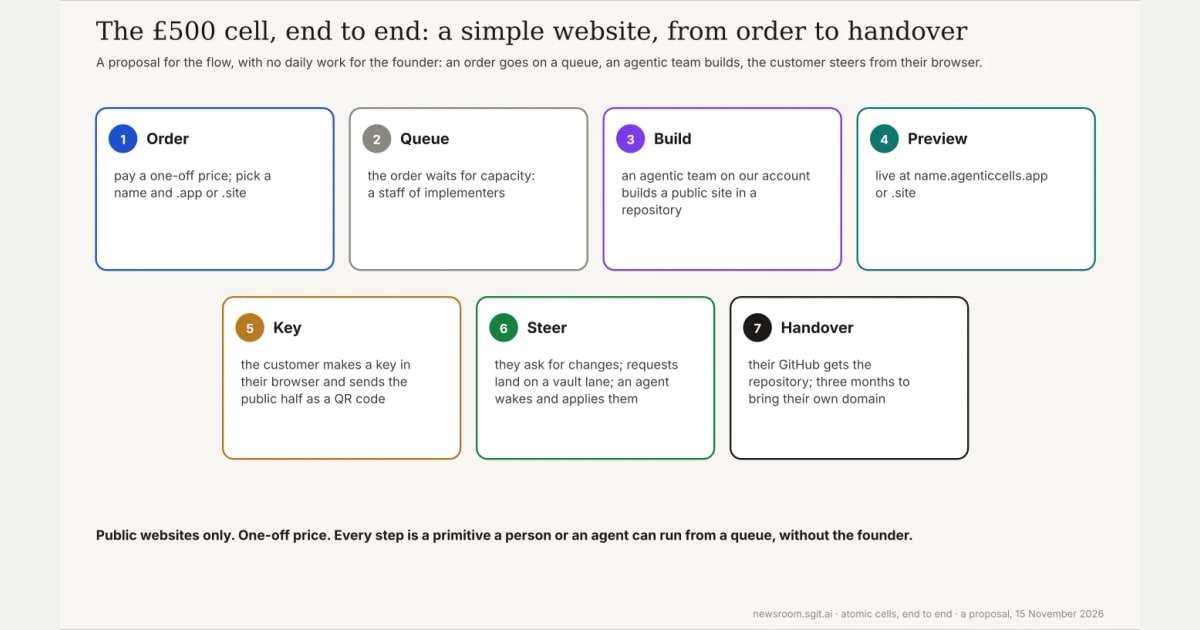 The £500 cell, end to end: a simple website, from order to handover
A proposal for the flow, with no daily work for the founder: an order goes on a queue, an agentic team builds, the customer steers from their browser.
1 Order
pay a one-off price; pick a
name and .app or .site
2 Queue
the order waits for capacity:
a staff of implementers
3 Build
an agentic team on our account
builds a public site in a
repository
4 Preview
live at name.agenticcells.app
or .site
5 Key
the customer makes a key in
their browser and sends the
public half as a QR code
6 Steer
they ask for changes; requests
land on a vault lane; an agent
wakes and applies them
7 Handover
their GitHub gets the
repository; three months to
bring their own domain
Public websites only. One-off price. Every step is a primitive a person or an agent can run from a queue, without the founder.
newsroom.sgit.ai · atomic cells, end to end · a proposal, 15 November 2026